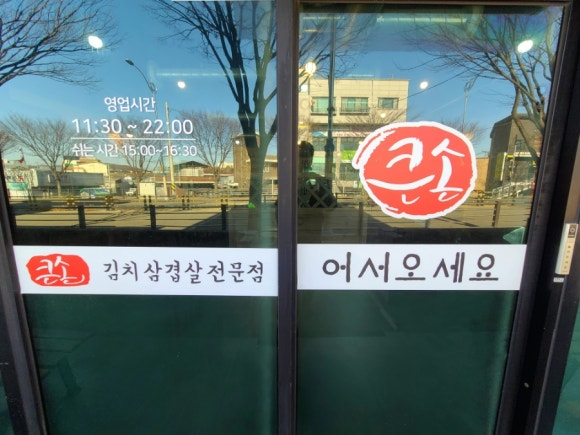 영업시간
11:30 ~ 22:00
쉬는 시간 15:00~16:30
큰솥
큰솥 김치 삼겹살 전문점
어서오세요